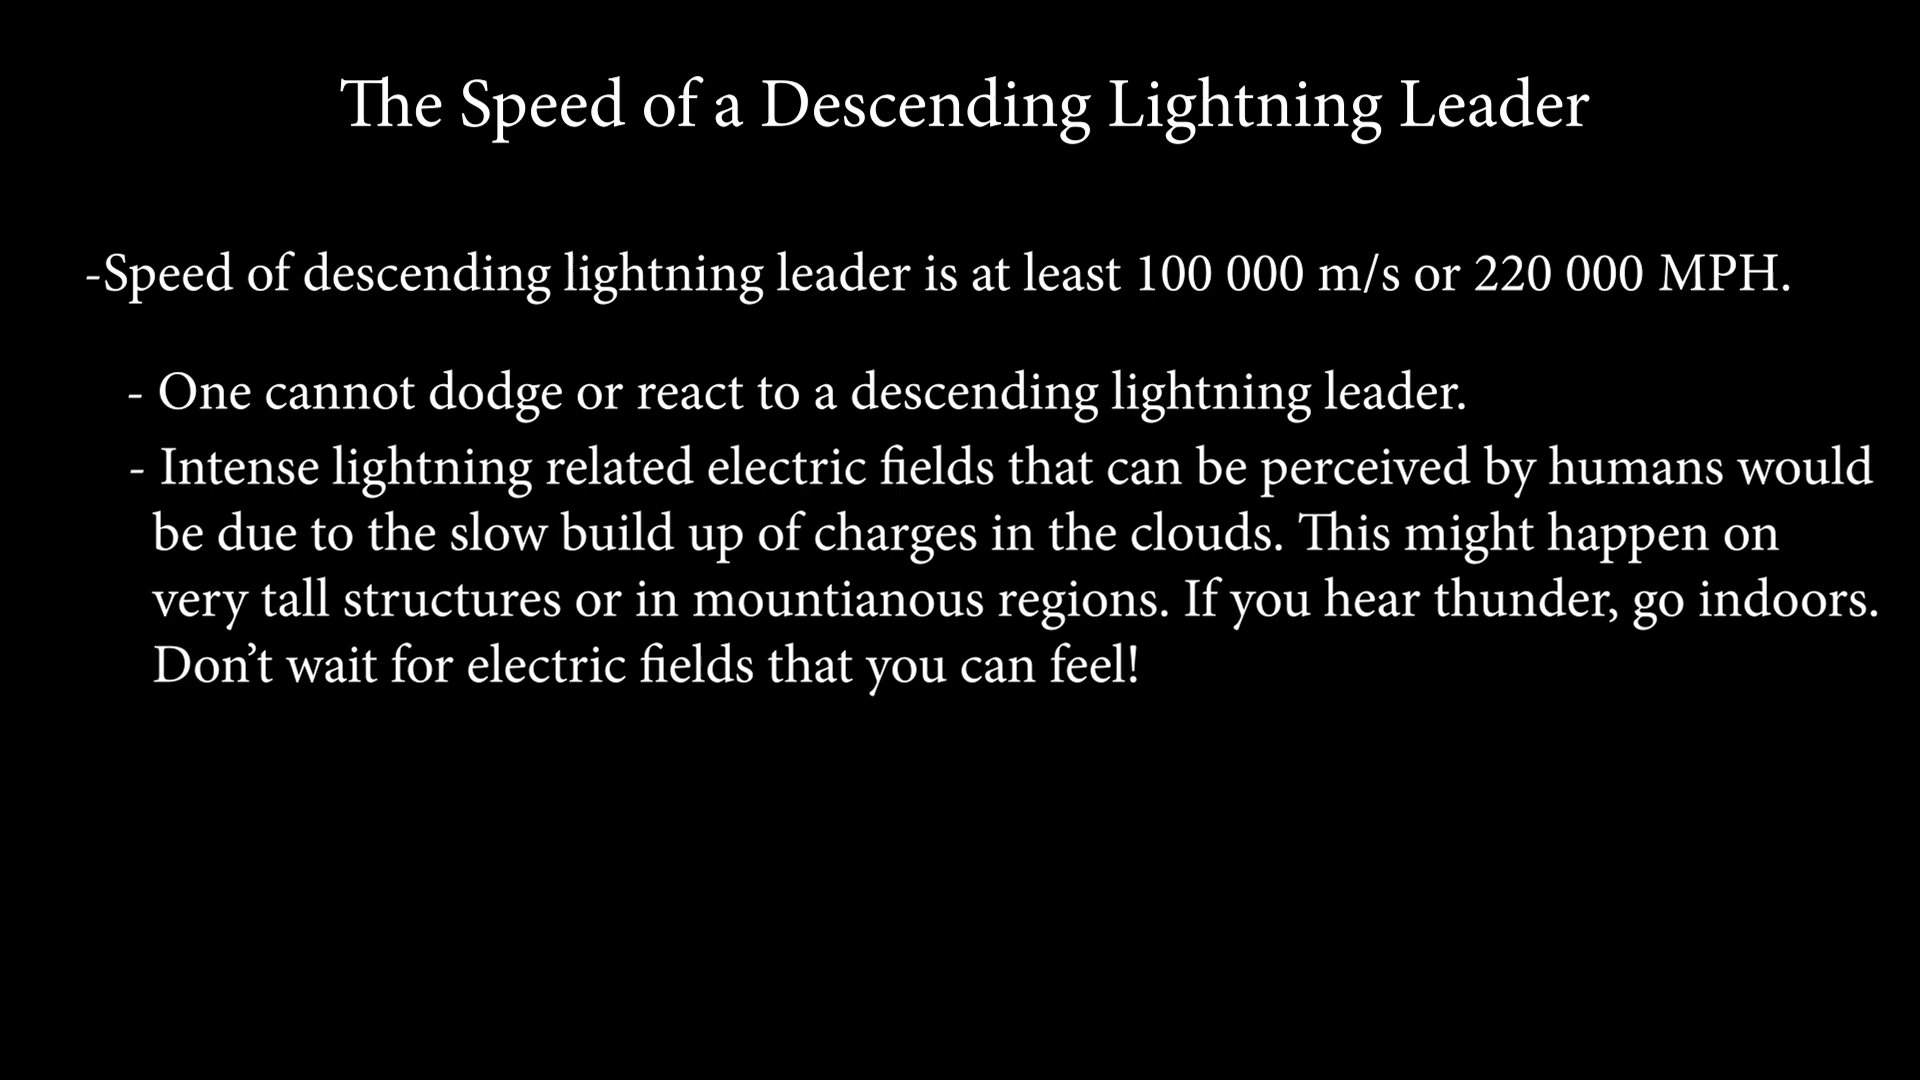 The Speed of a Descending Lightning Leader
-Speed of descending lightning leader is at least 100 000 m/s or 220 000 MPH.
- One cannot dodge or react to a descending lightning leader.
- Intense lightning related electric fields that can be perceived by humans would
be due to the slow build up of charges in the clouds. This might happen on
very tall structures or in mountianous regions. If you hear thunder, go indoors.
Don’t wait for electric fields that you can feel!